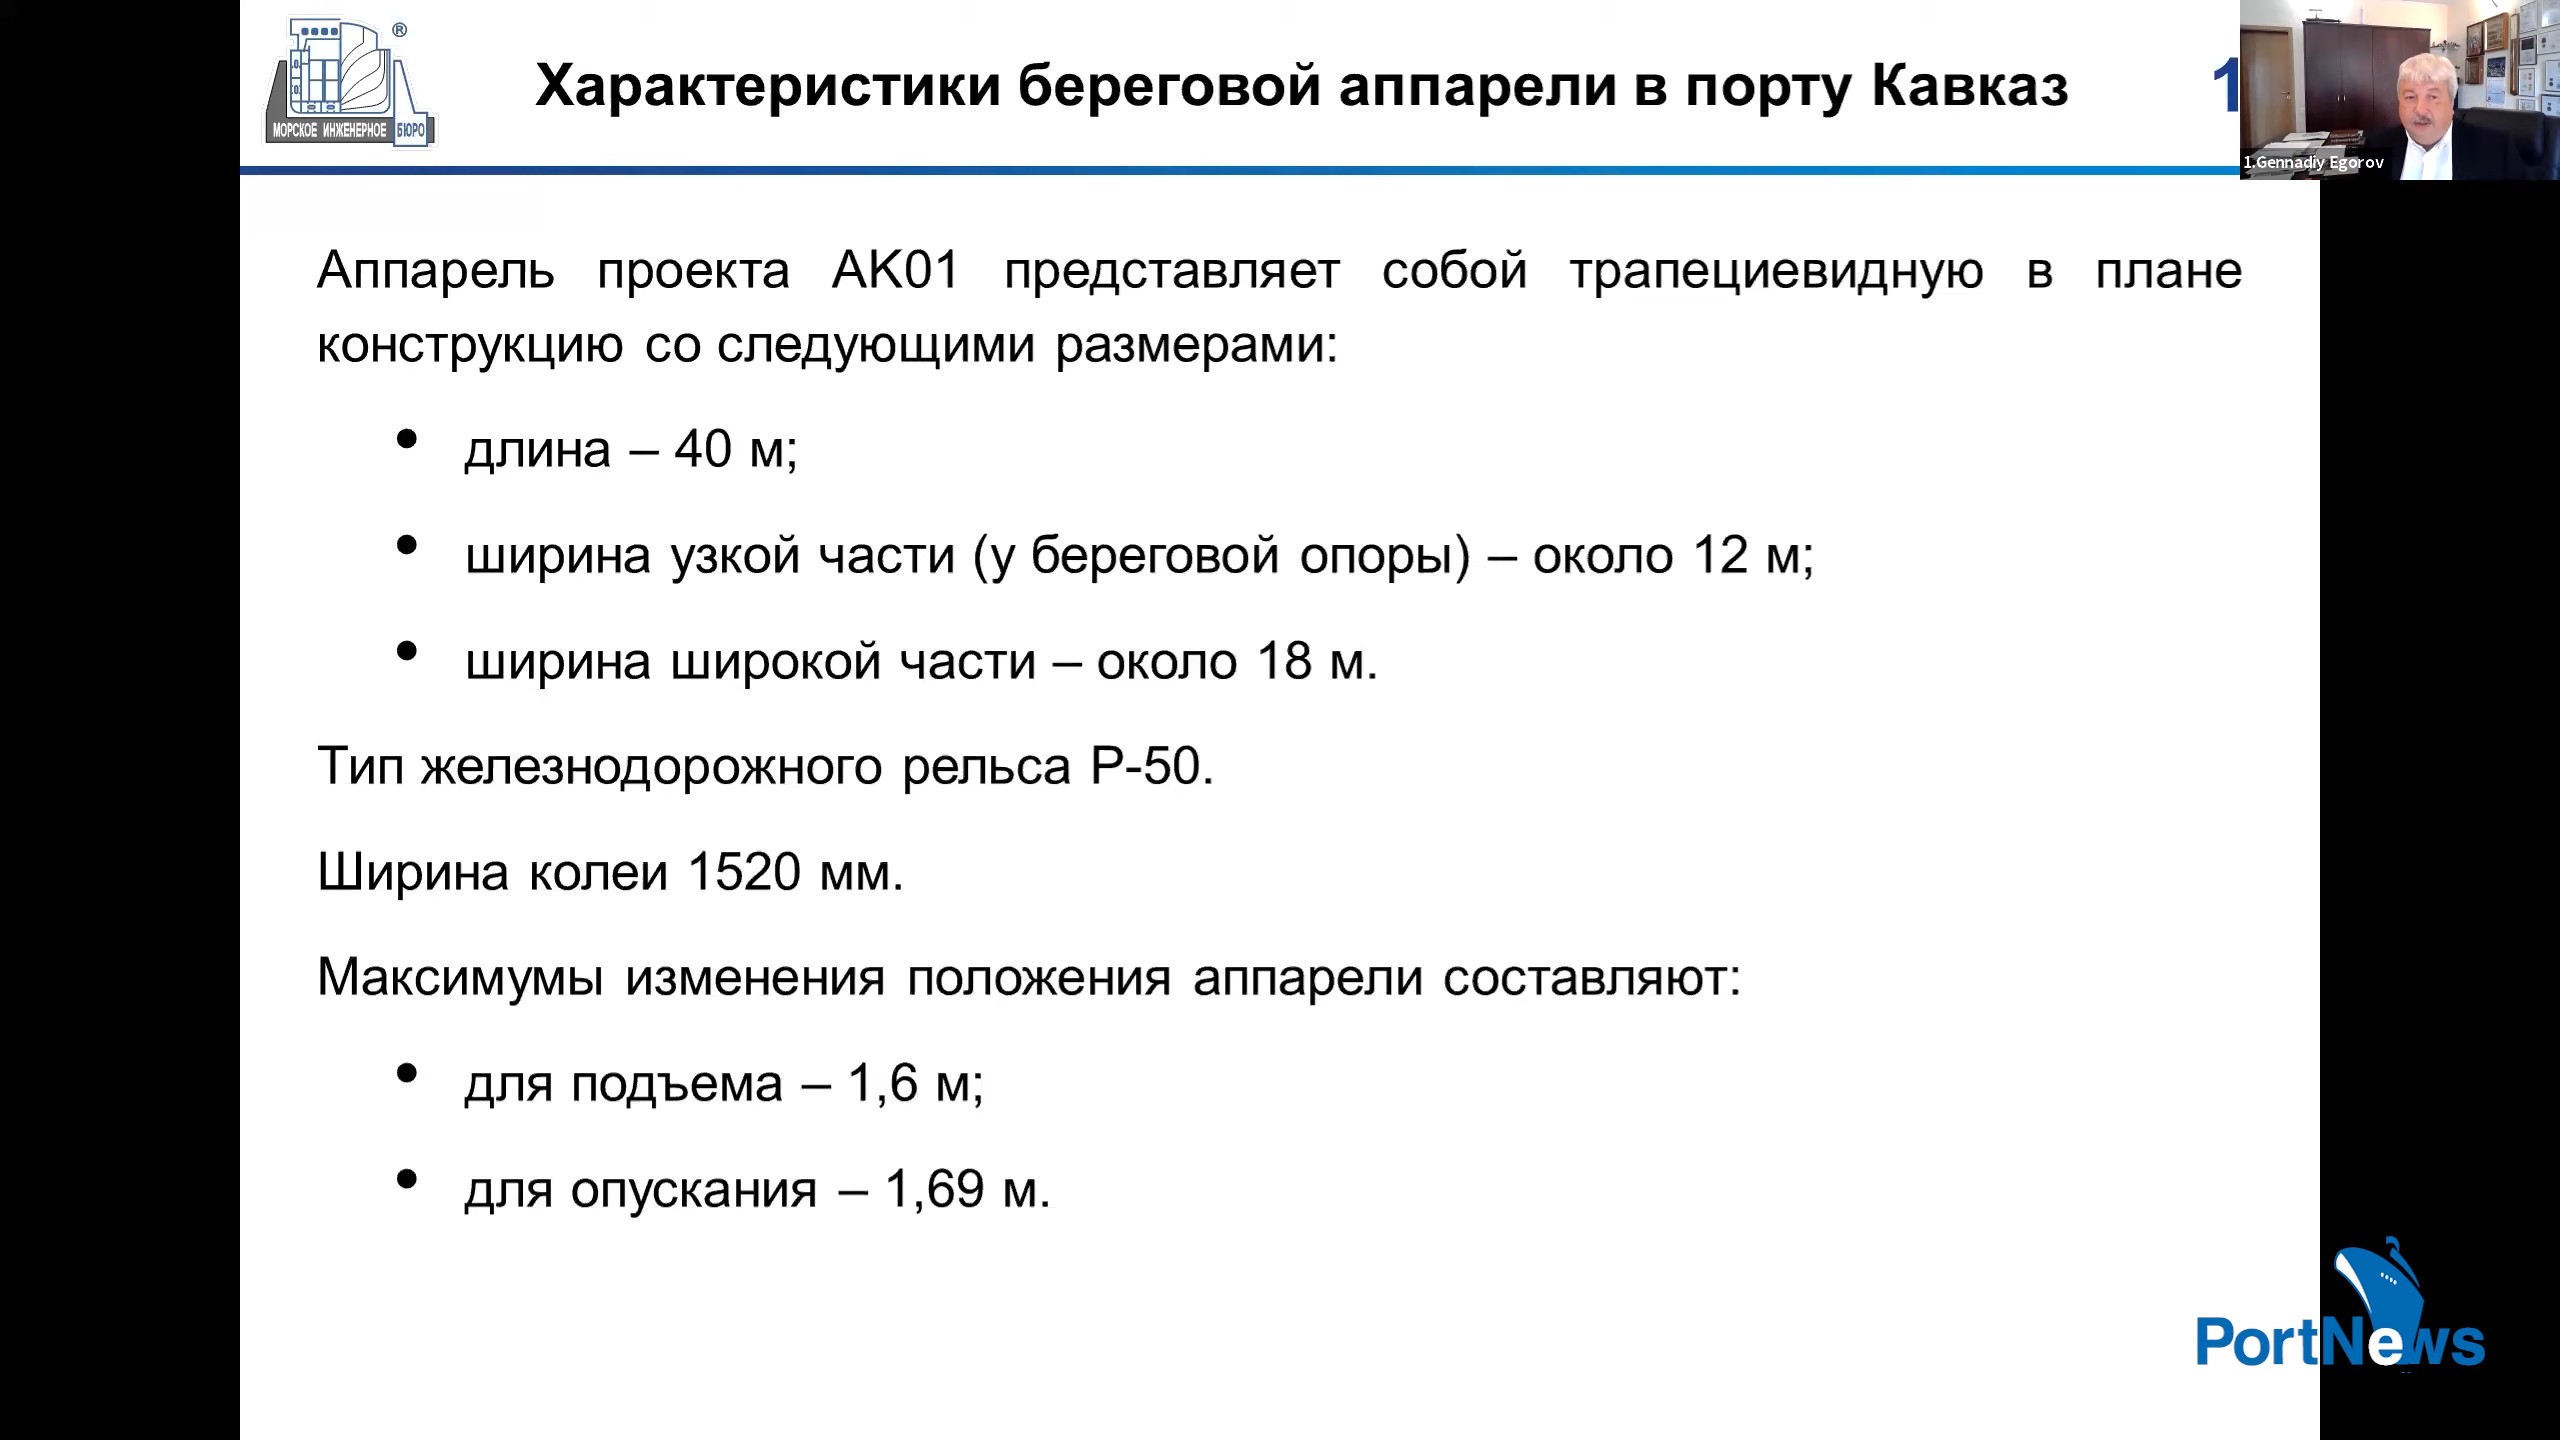 ®
МОРСКОЕ ИНЖЕНЕРНОЕ БЮРО
Характеристики береговой аппарели в порту Кавказ
1
1.Gennadiy Egorov
Аппарель проекта АК01 представляет собой трапециевидную в плане
конструкцию со следующими размерами:
• длина – 40 м;
• ширина узкой части (у береговой опоры) – около 12 м;
• ширина широкой части – около 18 м.
Тип железнодорожного рельса Р-50.
Ширина колеи 1520 мм.
Максимумы изменения положения аппарели составляют:
• для подъема – 1,6 м;
• для опускания – 1,69 м.
PortNews